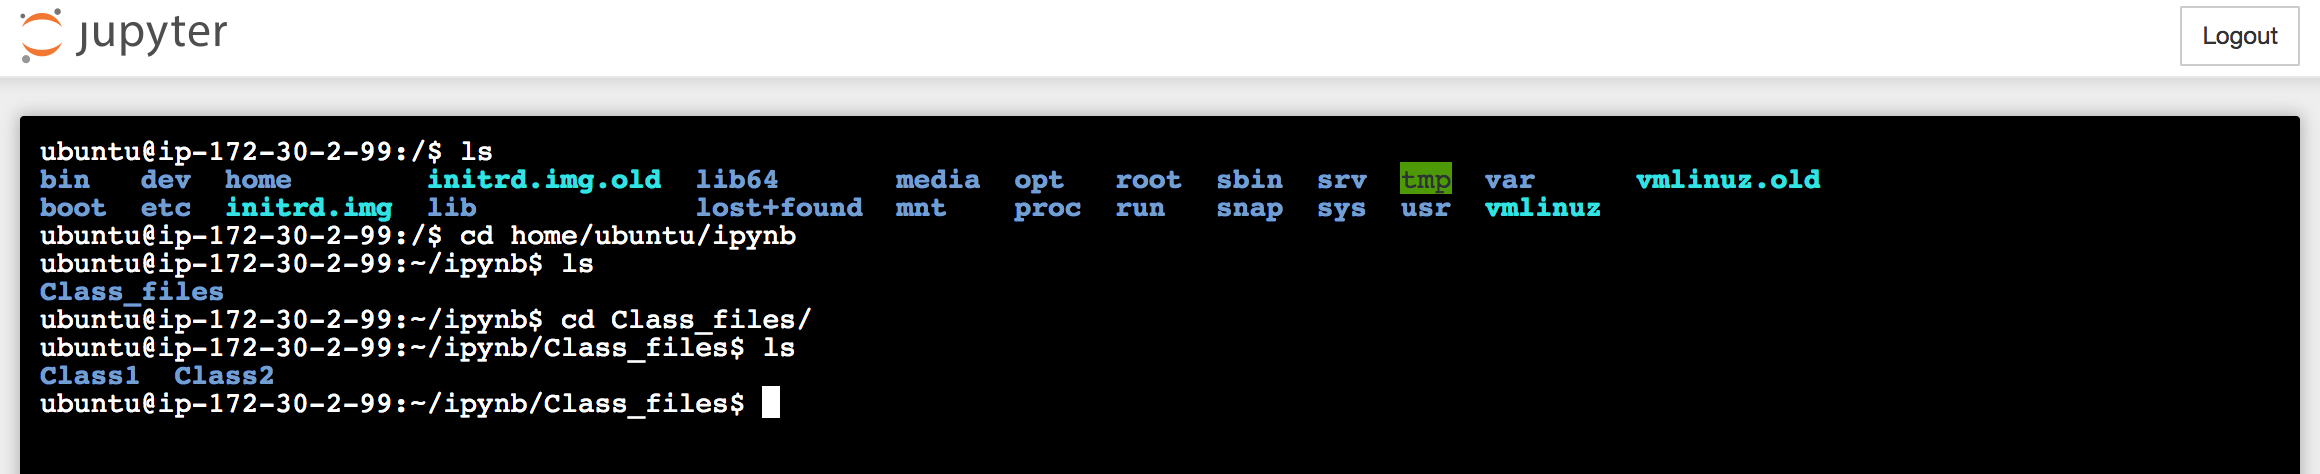 jupyter
Logout
ubuntu@ip-172-30-2-99:/$ ls
bin   dev  home        initrd.img.old  lib64       media  opt   root  sbin  srv  tmp  var      vmlinuz.old
boot  etc  initrd.img  lib             lost+found  mnt    proc  run   snap  sys  usr  vmlinuz
ubuntu@ip-172-30-2-99:/$ cd home/ubuntu/ipynb
ubuntu@ip-172-30-2-99:~/ipynb$ ls
Class_files
ubuntu@ip-172-30-2-99:~/ipynb$ cd Class_files/
ubuntu@ip-172-30-2-99:~/ipynb/Class_files$ ls
Class1  Class2
ubuntu@ip-172-30-2-99:~/ipynb/Class_files$